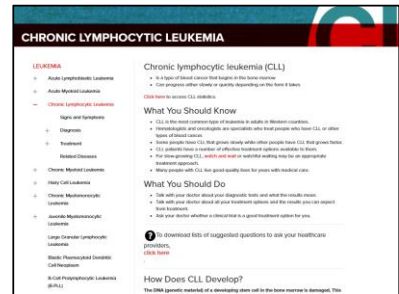 CHRONIC LYMPHOCYTIC LEUKEMIA
LEUKEMIA
+ Acute Lymphoblastic Leukemia
+ Acute Myeloid Leukemia
— Chronic Lymphocytic Leukemia
Signs and Symptoms
+ Diagnosis
+ Treatment
Related Diseases
+ Chronic Myeloid Leukemia
+ Hairy Cell Leukemia
+ Chronic Myelomonocytic
Leukemia
+ Juvenile Myelomonocytic
Leukemia
Large Granular Lymphocytic
Leukemia
Blastic Plasmacytoid Dendritic
Cell Neoplasm
B-Cell Prolymphocytic Leukemia
(B-PLL)
Chronic lymphocytic leukemia (CLL)
• Is a type of blood cancer that begins in the bone marrow
• Can progress either slowly or quickly depending on the form it takes
Click here to access CLL statistics.
What You Should Know
• CLL is the most common type of leukemia in adults in Western countries.
• Hematologists and oncologists are specialists who treat people who have CLL or other
types of blood cancer.
• Some people have CLL that grows slowly while other people have CLL that grows faster.
• CLL patients have a number of effective treatment options available to them.
• For slow-growing CLL, watch and wait or watchful waiting may be an appropriate
treatment approach.
• Many people with CLL live good-quality lives for years with medical care.
What You Should Do
• Talk with your doctor about your diagnostic tests and what the results mean.
• Talk with your doctor about all your treatment options and the results you can expect
from treatment.
• Ask your doctor whether a clinical trial is a good treatment option for you.
? To download lists of suggested questions to ask your healthcare
providers,
click here
.
How Does CLL Develop?
The DNA (genetic material) of a developing stem cell in the bone marrow is damaged. This